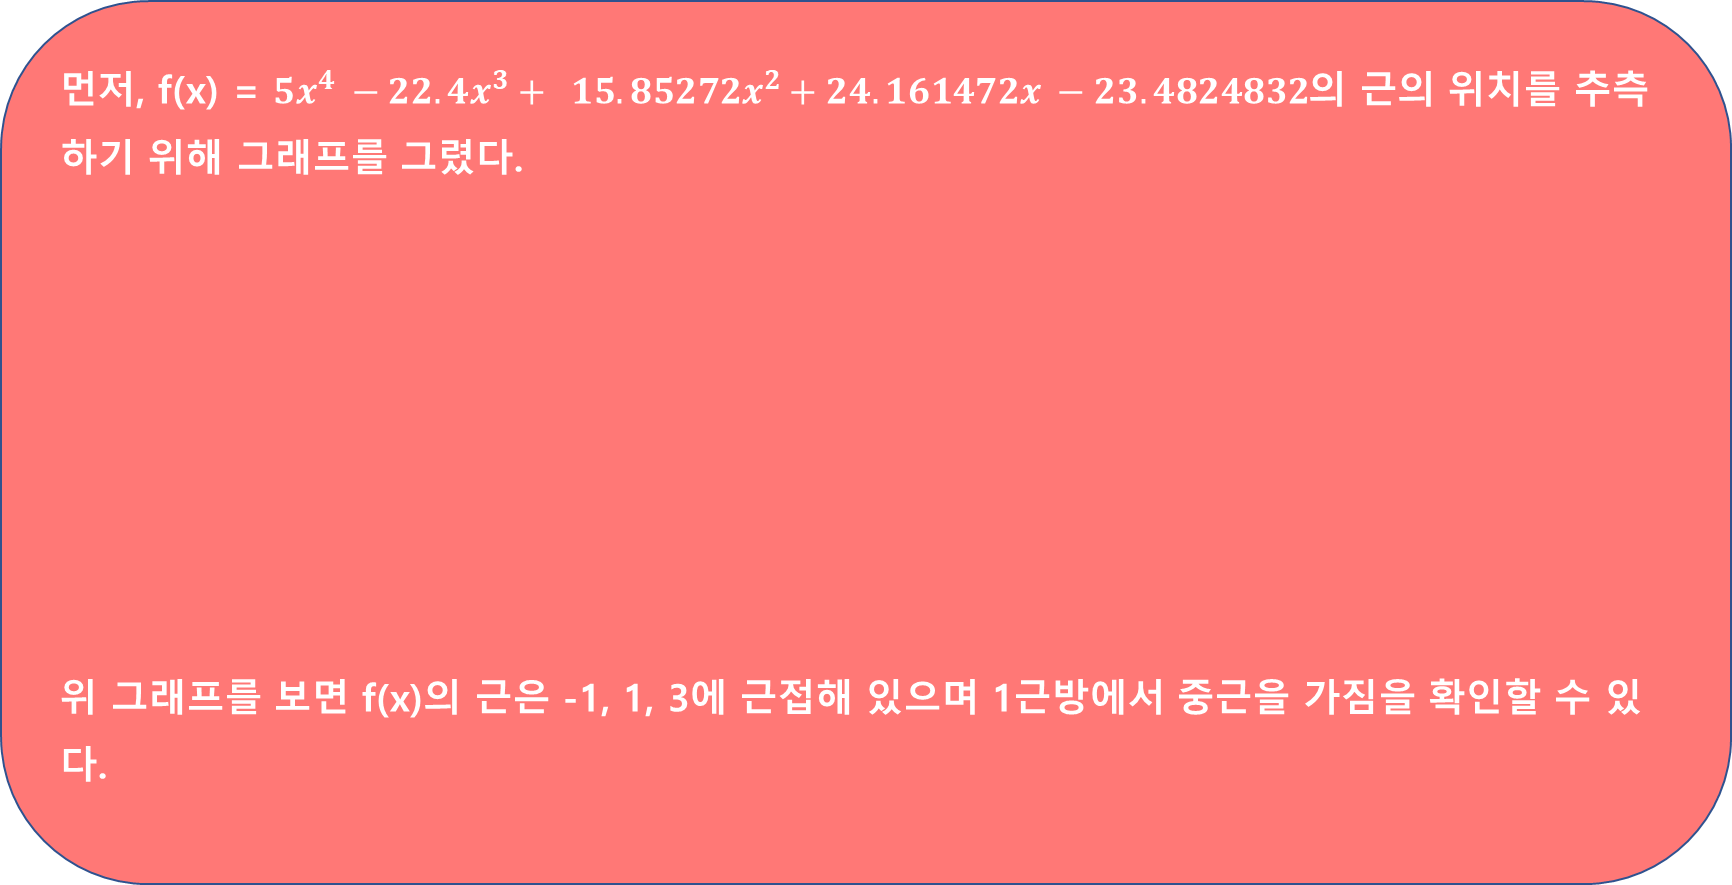 먼저, f(x) = 5x⁴ − 22.4x³ + 15.85272x² + 24.161472x − 23.4824832의 근의 위치를 추측
하기 위해 그래프를 그렸다.
위 그래프를 보면 f(x)의 근은 -1, 1, 3에 근접해 있으며 1근방에서 중근을 가짐을 확인할 수 있
다.